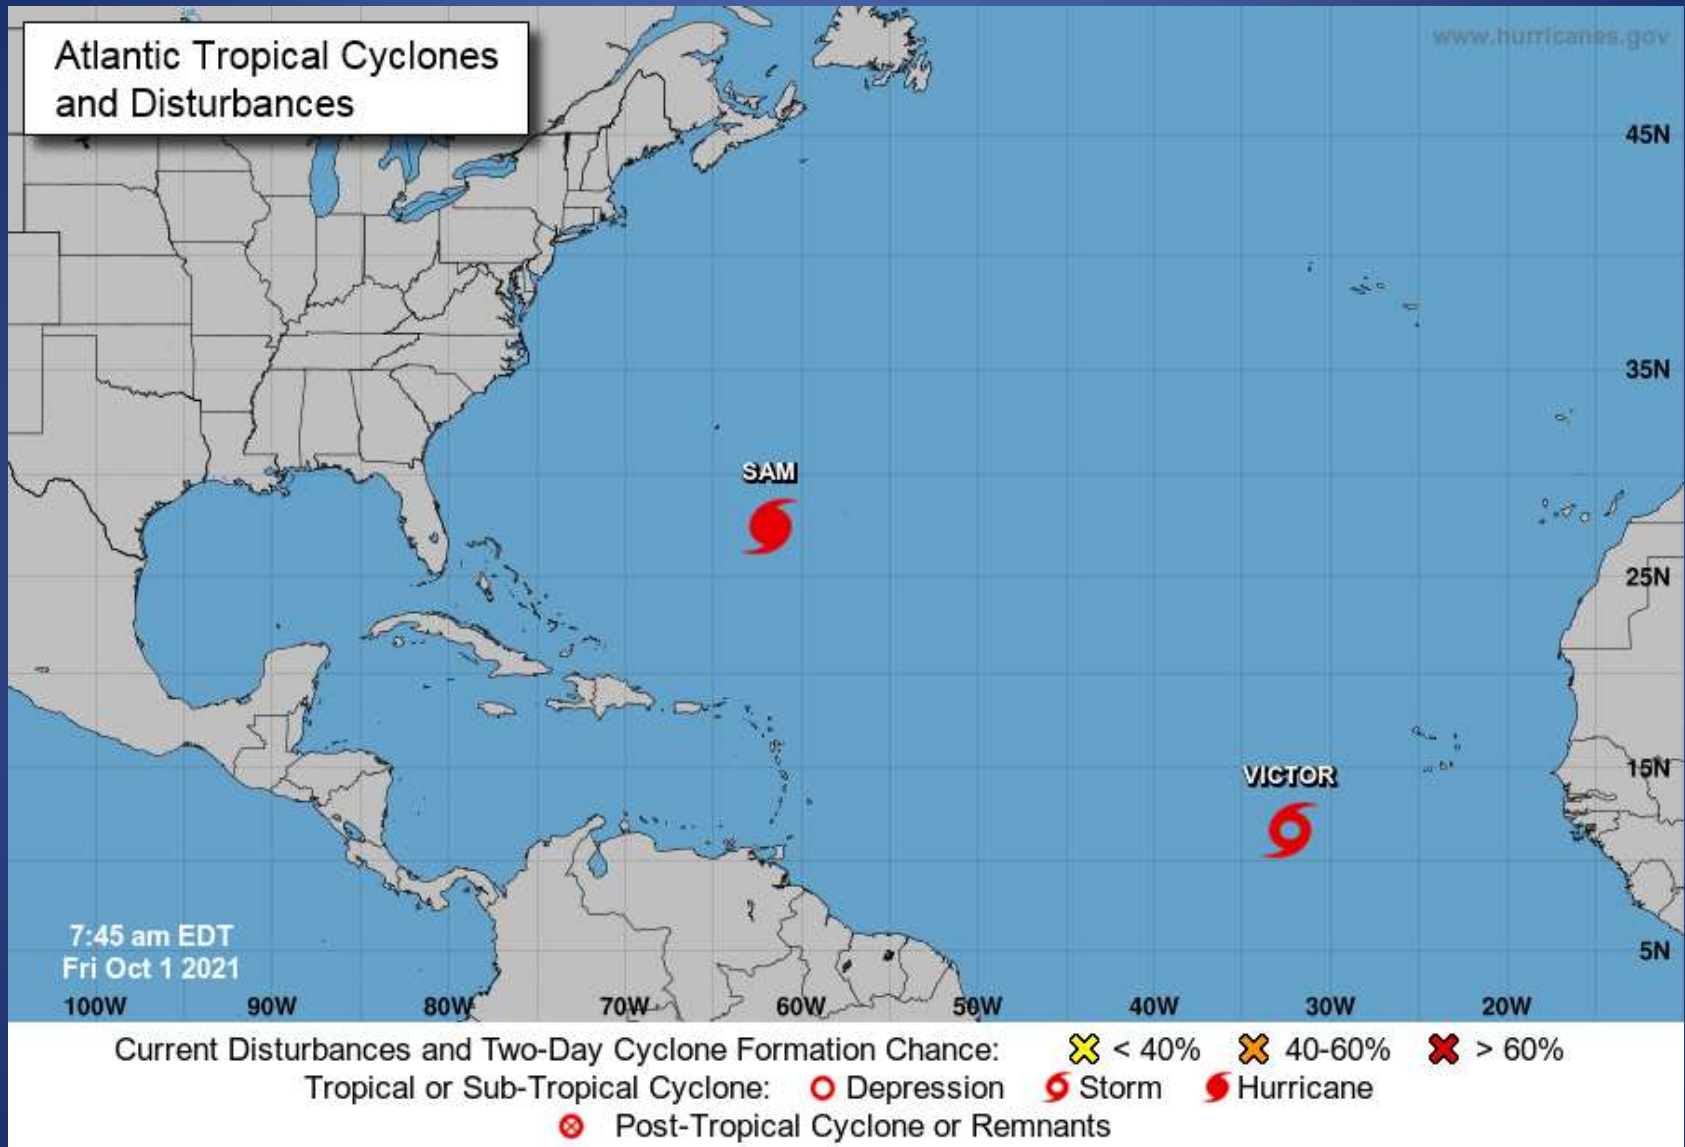 Atlantic Tropical Cyclones
and Disturbances
www.hurricanes.gov
45N
35N
SAM
25N
VICTOR
15N
7:45 am EDT
Fri Oct 1 2021
5N
100W 90W 80W 70W 60W 50W 40W 30W 20W
Current Disturbances and Two-Day Cyclone Formation Chance: < 40% 40-60% > 60%
Tropical or Sub-Tropical Cyclone: Depression Storm Hurricane
Post-Tropical Cyclone or Remnants